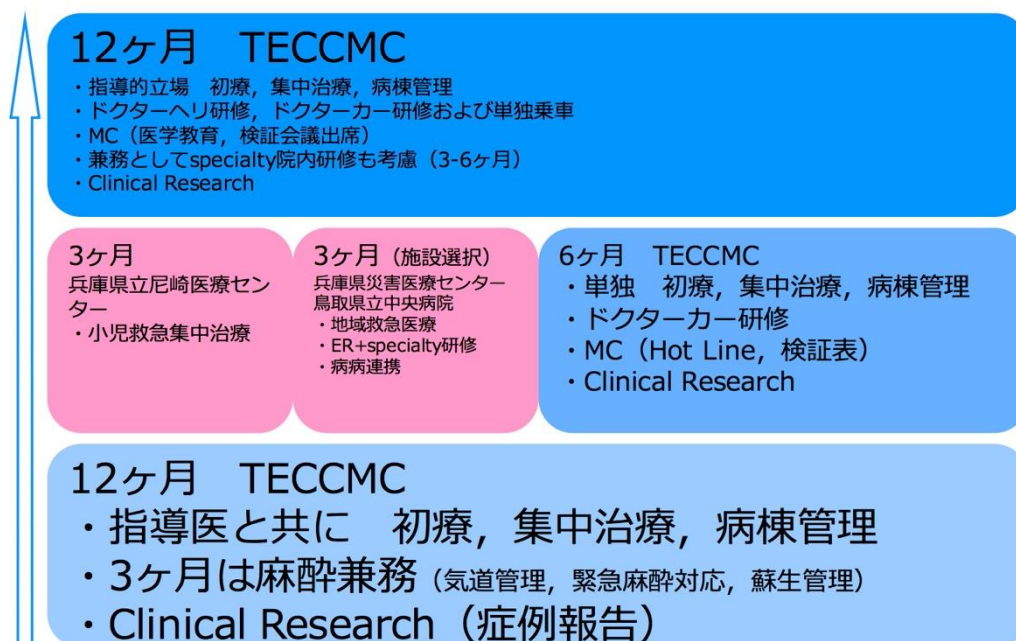 12ヶ月　TECCMC
・指導的立場　初療，集中治療，病棟管理
・ドクターヘリ研修，ドクターカー研修および単独乗車
・MC（医学教育，検証会議出席）
・兼務としてspecialty院内研修も考慮（3-6ヶ月）
・Clinical Research
3ヶ月
兵庫県立尼崎医療セン
ター
・小児救急集中治療
3ヶ月（施設選択）
兵庫県災害医療センター
鳥取県立中央病院
・地域救急医療
・ER+specialty研修
・病病連携
6ヶ月　TECCMC
・単独　初療，集中治療，病棟管理
・ドクターカー研修
・MC（Hot Line，検証表）
・Clinical Research
12ヶ月　TECCMC
・指導医と共に　初療，集中治療，病棟管理
・3ヶ月は麻酔兼務（気道管理，緊急麻酔対応，蘇生管理）
・Clinical Research（症例報告）